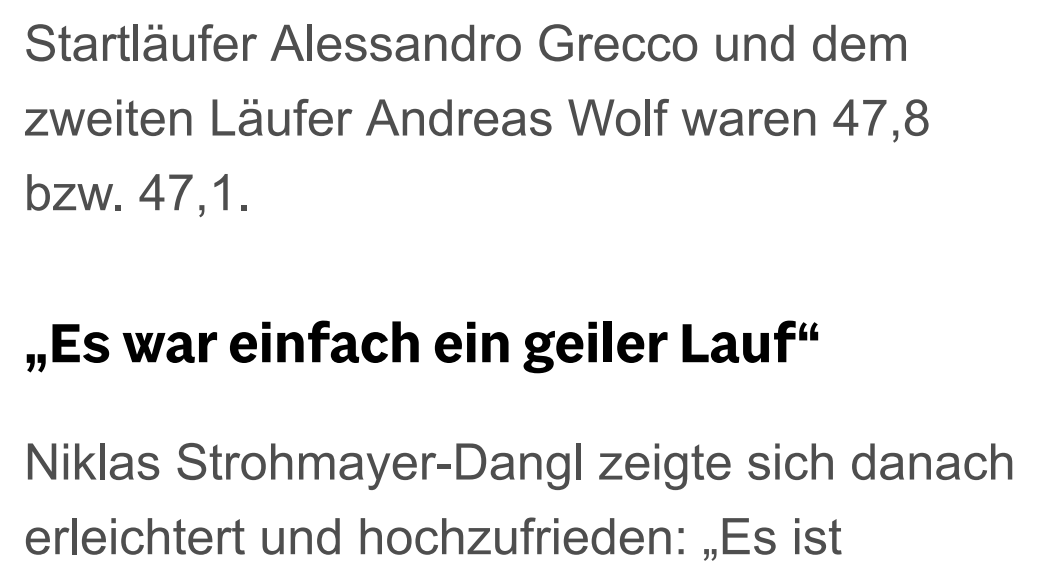 Startläufer Alessandro Grecco und dem
zweiten Läufer Andreas Wolf waren 47,8
bzw. 47,1.
„Es war einfach ein geiler Lauf“
Niklas Strohmayer-Dangl zeigte sich danach
erleichtert und hochzufrieden: „Es ist